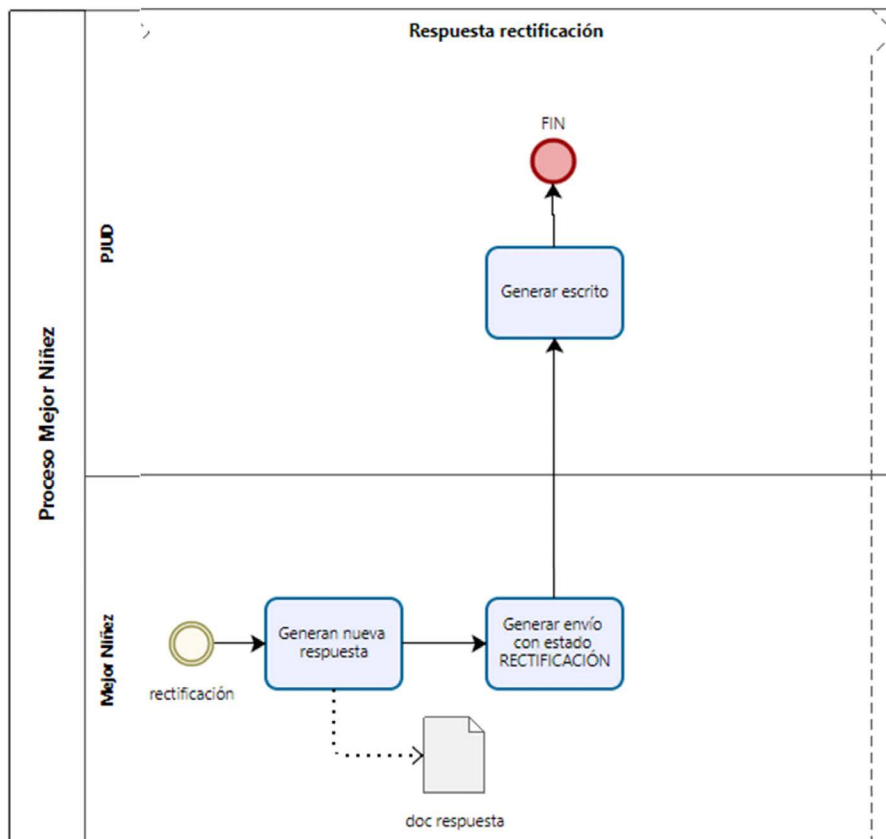 Respuesta rectificación
FIN
PJUD
Generar escrito
Proceso Mejor Niñez
Mejor Niñez
Generan nueva
respuesta
Generar envío
con estado
RECTIFICACIÓN
rectificación
doc respuesta